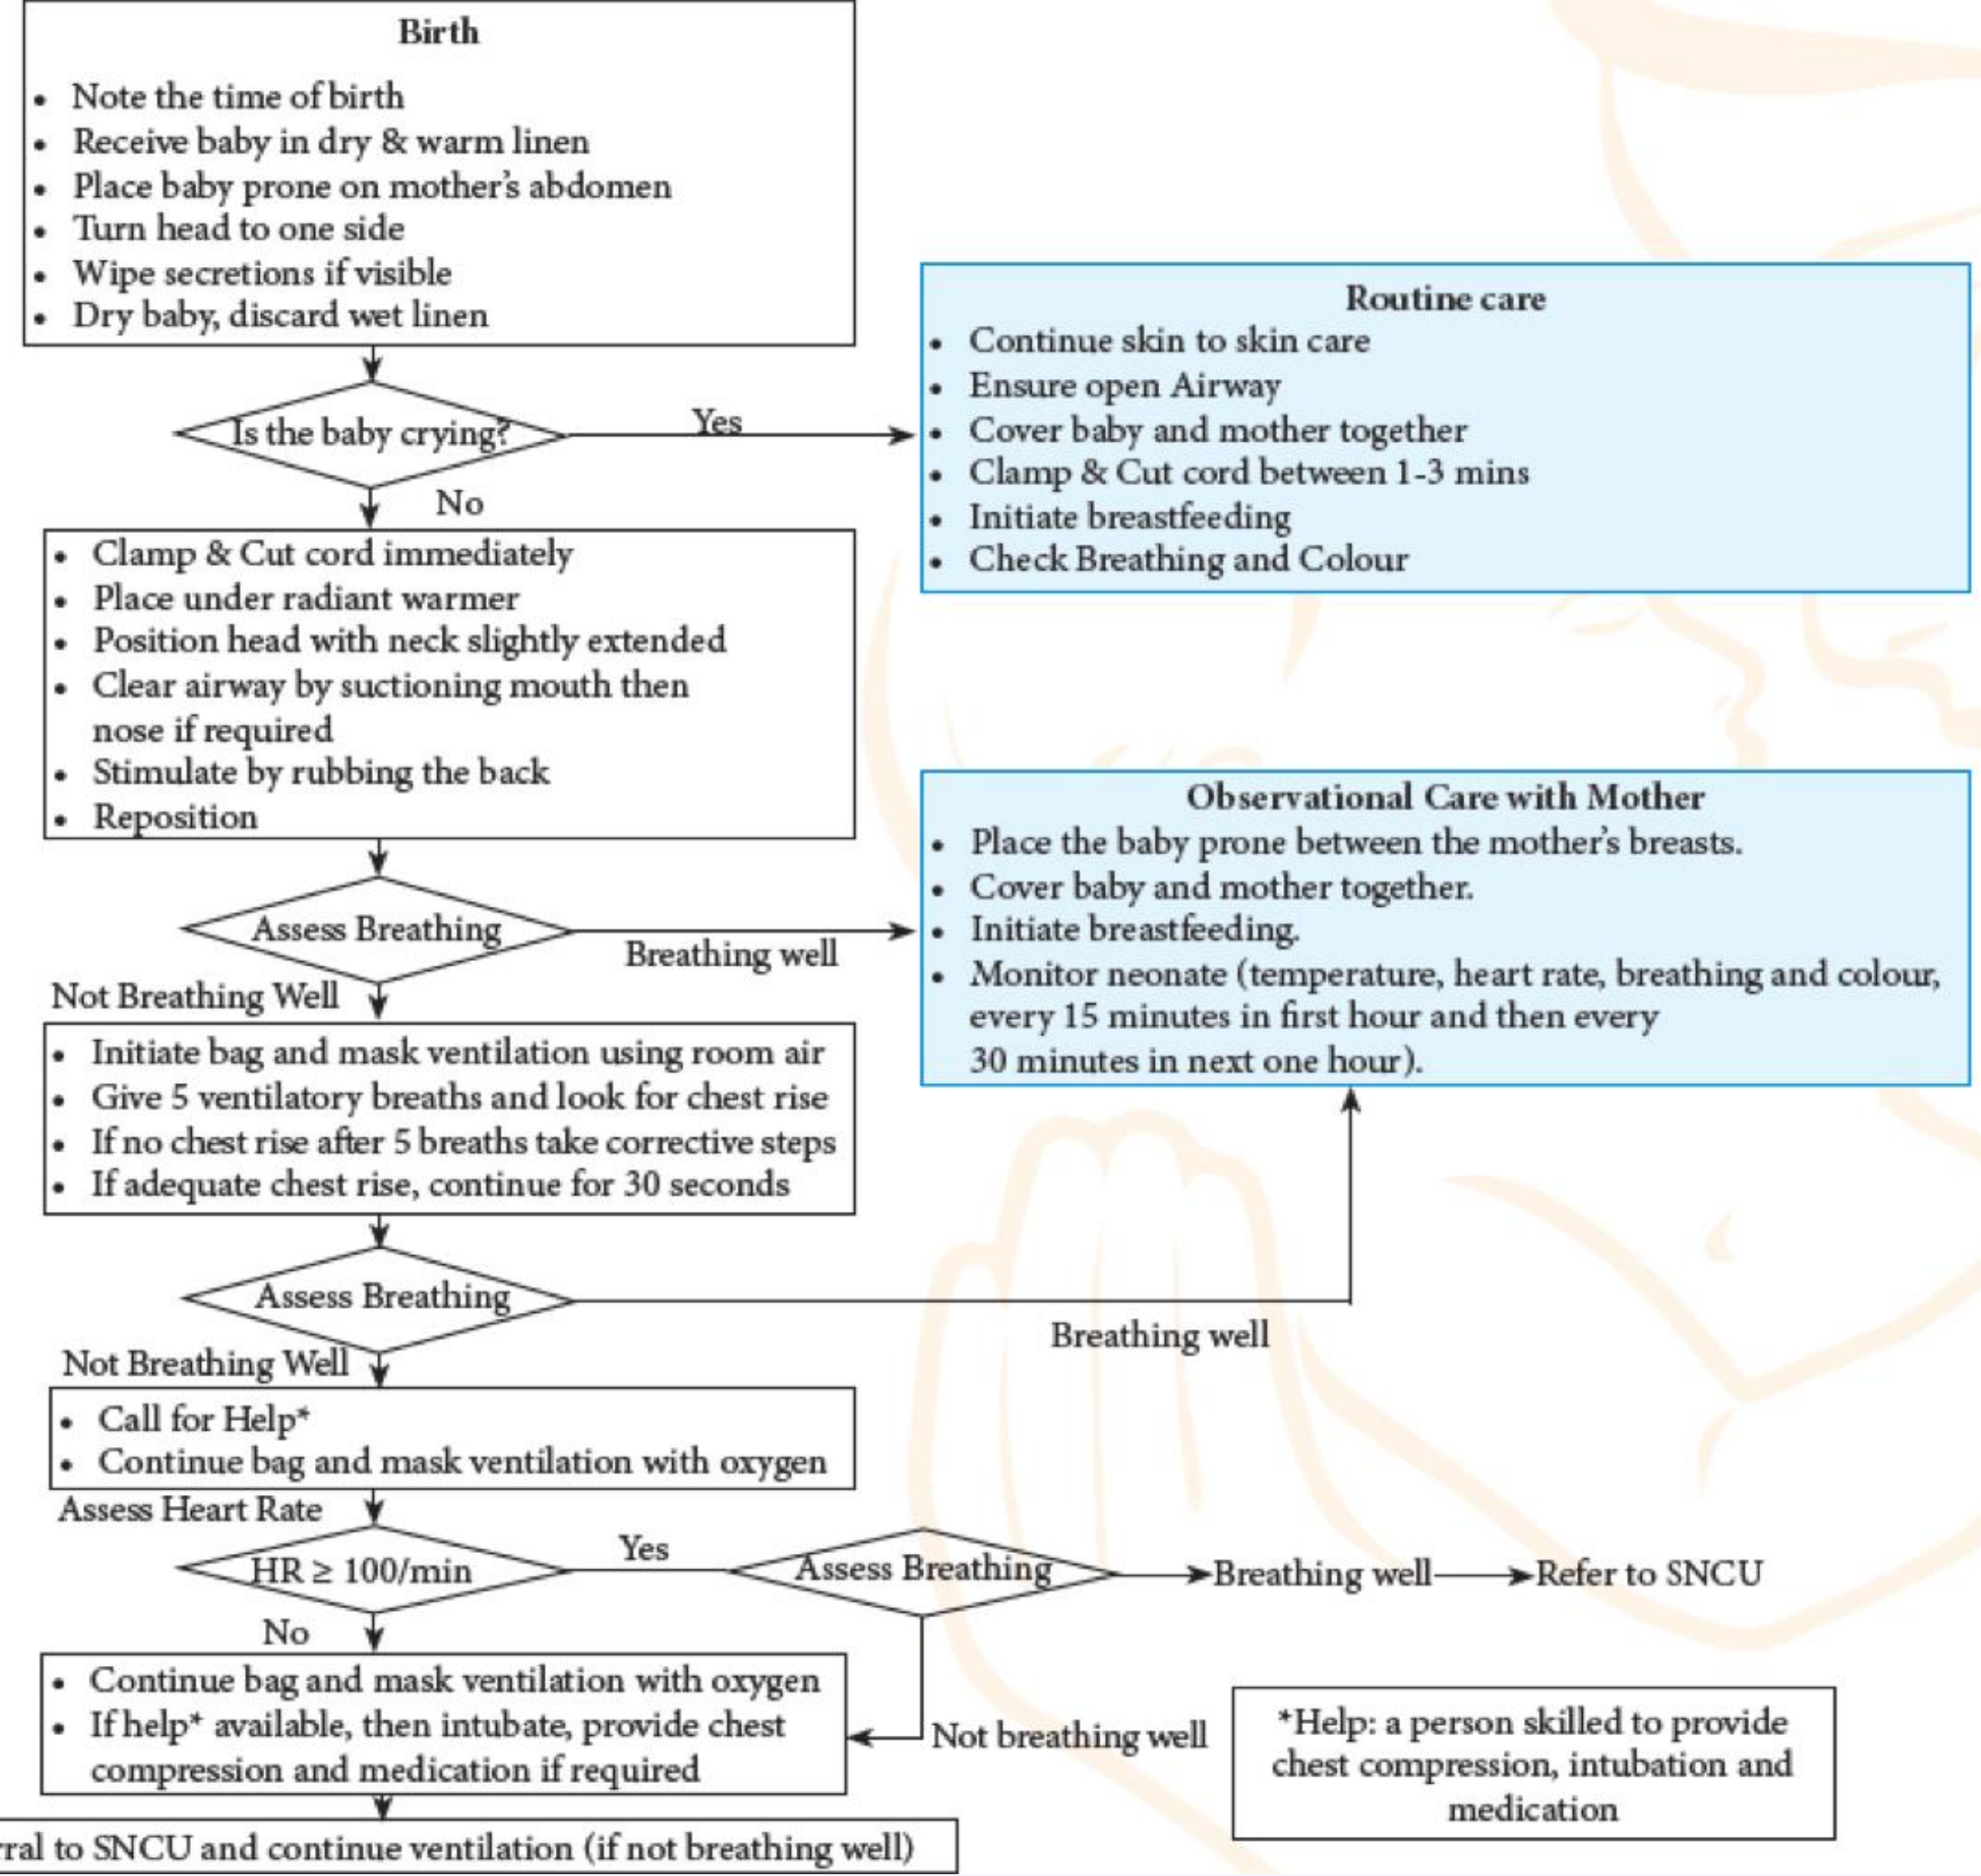 Birth
• Note the time of birth
• Receive baby in dry & warm linen
• Place baby prone on mother's abdomen
• Turn head to one side
• Wipe secretions if visible
• Dry baby, discard wet linen
Is the baby crying?
Yes
Routine care
• Continue skin to skin care
• Ensure open Airway
• Cover baby and mother together
• Clamp & Cut cord between 1-3 mins
• Initiate breastfeeding
• Check Breathing and Colour
No
• Clamp & Cut cord immediately
• Place under radiant warmer
• Position head with neck slightly extended
• Clear airway by suctioning mouth then
nose if required
• Stimulate by rubbing the back
• Reposition
Assess Breathing
Breathing well
Observational Care with Mother
• Place the baby prone between the mother's breasts.
• Cover baby and mother together.
• Initiate breastfeeding.
• Monitor neonate (temperature, heart rate, breathing and colour,
every 15 minutes in first hour and then every
30 minutes in next one hour).
Not Breathing Well
• Initiate bag and mask ventilation using room air
• Give 5 ventilatory breaths and look for chest rise
• If no chest rise after 5 breaths take corrective steps
• If adequate chest rise, continue for 30 seconds
Assess Breathing
Breathing well
Not Breathing Well
• Call for Help*
• Continue bag and mask ventilation with oxygen
Assess Heart Rate
HR ≥ 100/min
Yes
Assess Breathing
Breathing well
Refer to SNCU
No
• Continue bag and mask ventilation with oxygen
• If help* available, then intubate, provide chest
compression and medication if required
Not breathing well
*Help: a person skilled to provide
chest compression, intubation and
medication
rral to SNCU and continue ventilation (if not breathing well)